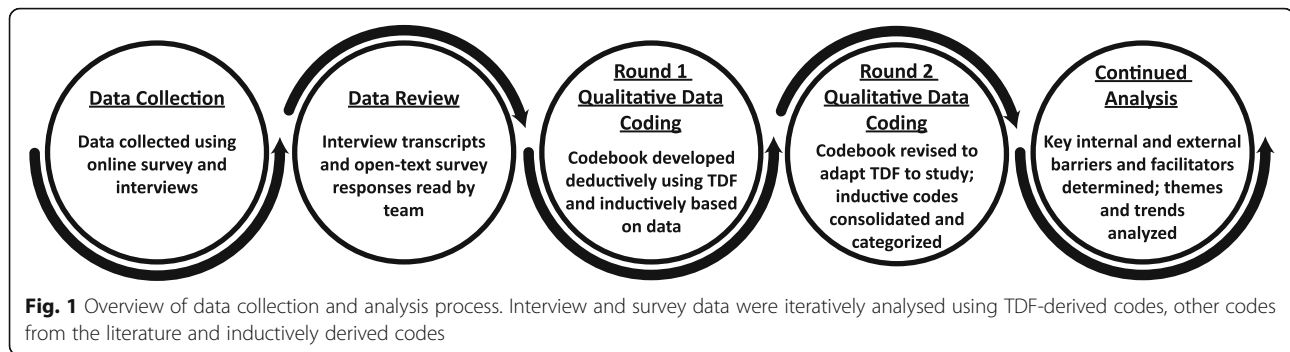 Data Collection
Data collected using
online survey and
interviews
Data Review
Interview transcripts
and open-text survey
responses read by
team
Round 1
Qualitative Data
Coding
Codebook developed
deductively using TDF
and inductively based
on data
Round 2
Qualitative Data
Coding
Codebook revised to
adapt TDF to study;
inductive codes
consolidated and
categorized
Continued
Analysis
Key internal and external
barriers and facilitators
determined; themes
and trends
analyzed
Fig. 1 Overview of data collection and analysis process. Interview and survey data were iteratively analysed using TDF-derived codes, other codes
from the literature and inductively derived codes